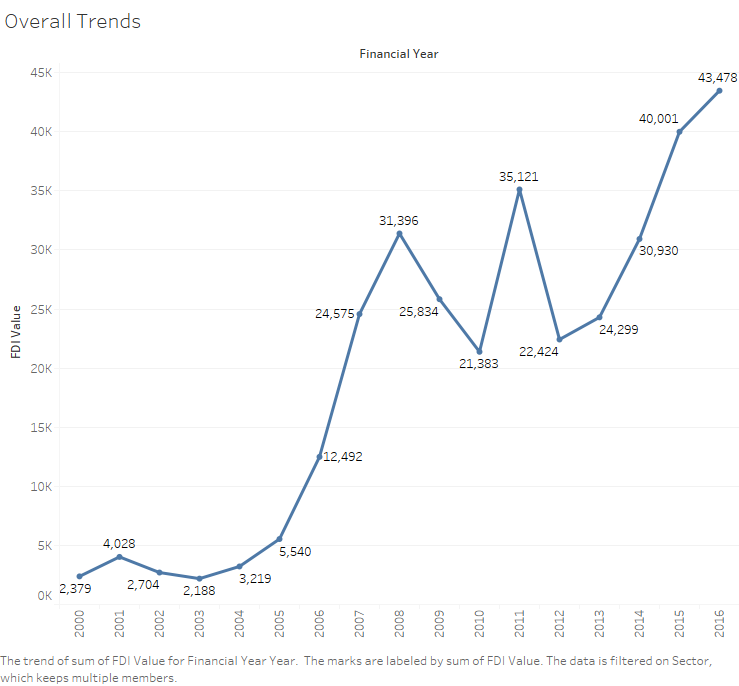 Overall Trends
Financial Year
45K
43,478
40,001
40K
35,121
35K
31,396
30K
30,930
25K
24,575
25,834
24,299
22,424
21,383
20K
15K
12,492
10K
5K
4,028
5,540
3,219
2,704
2,379
2,188
0K
FDI Value
2000
2001
2002
2003
2004
2005
2006
2007
2008
2009
2010
2011
2012
2013
2014
2015
2016
The trend of sum of FDI Value for Financial Year Year.  The marks are labeled by sum of FDI Value. The data is filtered on Sector,
which keeps multiple members.